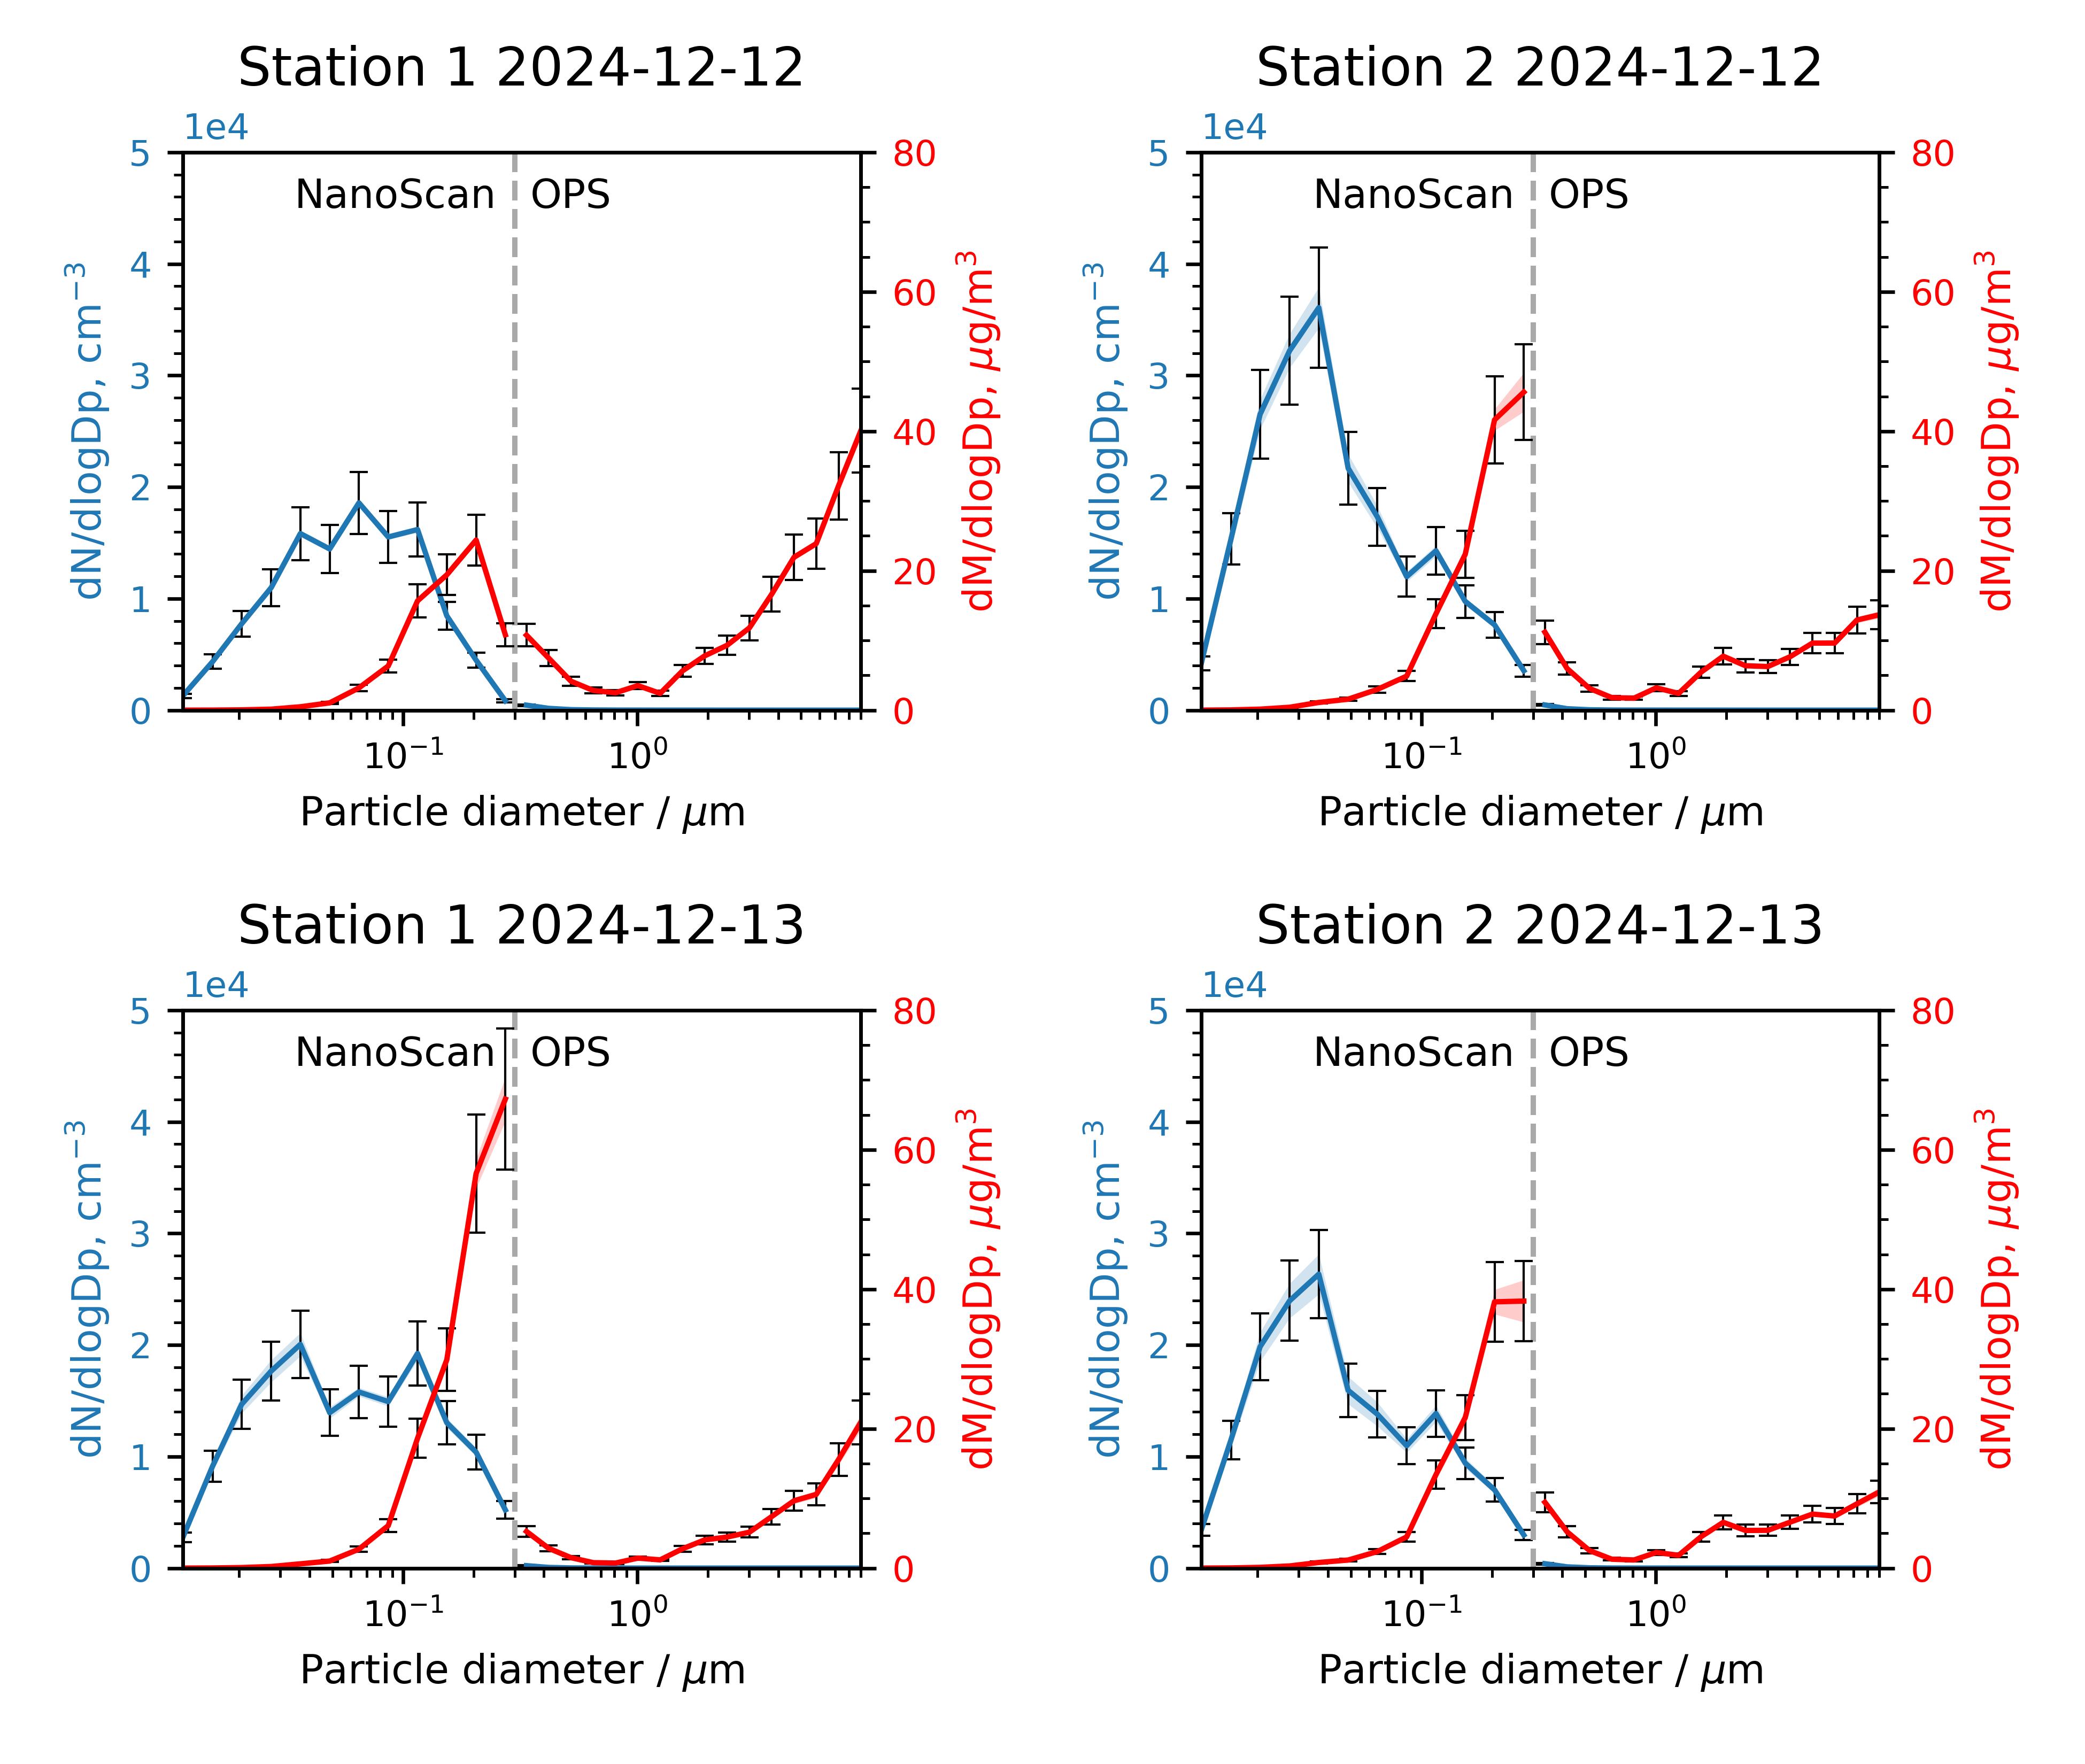 Station 1 2024-12-12
1e4
5
4
3
2
1
0
dN/dlogDp, cm⁻³
NanoScan
OPS
80
60
40
20
0
dM/dlogDp, μg/m³
10⁻¹
10⁰
Particle diameter / μm
Station 2 2024-12-12
1e4
5
4
3
2
1
0
dN/dlogDp, cm⁻³
NanoScan
OPS
80
60
40
20
0
dM/dlogDp, μg/m³
10⁻¹
10⁰
Particle diameter / μm
Station 1 2024-12-13
1e4
5
4
3
2
1
0
dN/dlogDp, cm⁻³
NanoScan
OPS
80
60
40
20
0
dM/dlogDp, μg/m³
10⁻¹
10⁰
Particle diameter / μm
Station 2 2024-12-13
1e4
5
4
3
2
1
0
dN/dlogDp, cm⁻³
NanoScan
OPS
80
60
40
20
0
dM/dlogDp, μg/m³
10⁻¹
10⁰
Particle diameter / μm